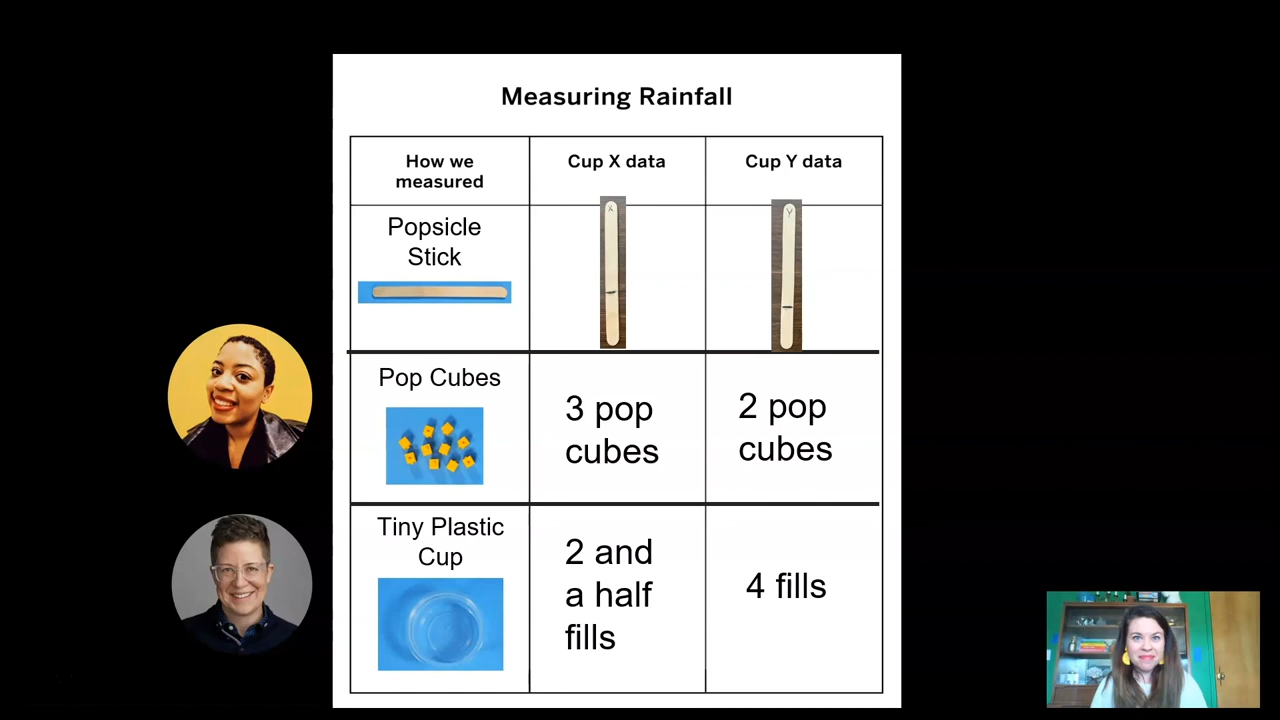 Measuring Rainfall
How we
measured
Cup X data
Cup Y data
Popsicle
Stick
X
Y
Pop Cubes
3 pop
cubes
2 pop
cubes
Tiny Plastic
Cup
2 and
a half
fills
4 fills